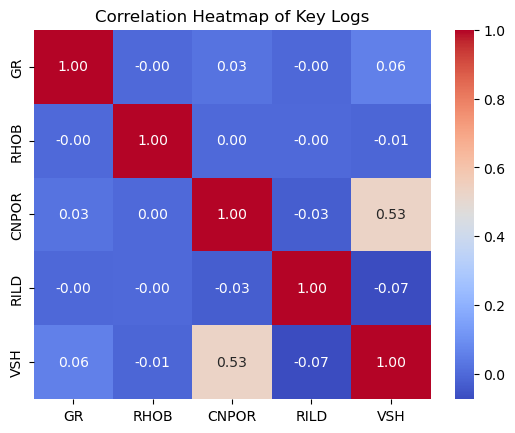 Correlation Heatmap of Key Logs
GR 1.00 -0.00 0.03 -0.00 0.06
RHOB -0.00 1.00 0.00 -0.00 -0.01
CNPOR 0.03 0.00 1.00 -0.03 0.53
RILD -0.00 -0.00 -0.03 1.00 -0.07
VSH 0.06 -0.01 0.53 -0.07 1.00
GR RHOB CNPOR RILD VSH
1.0
0.8
0.6
0.4
0.2
0.0